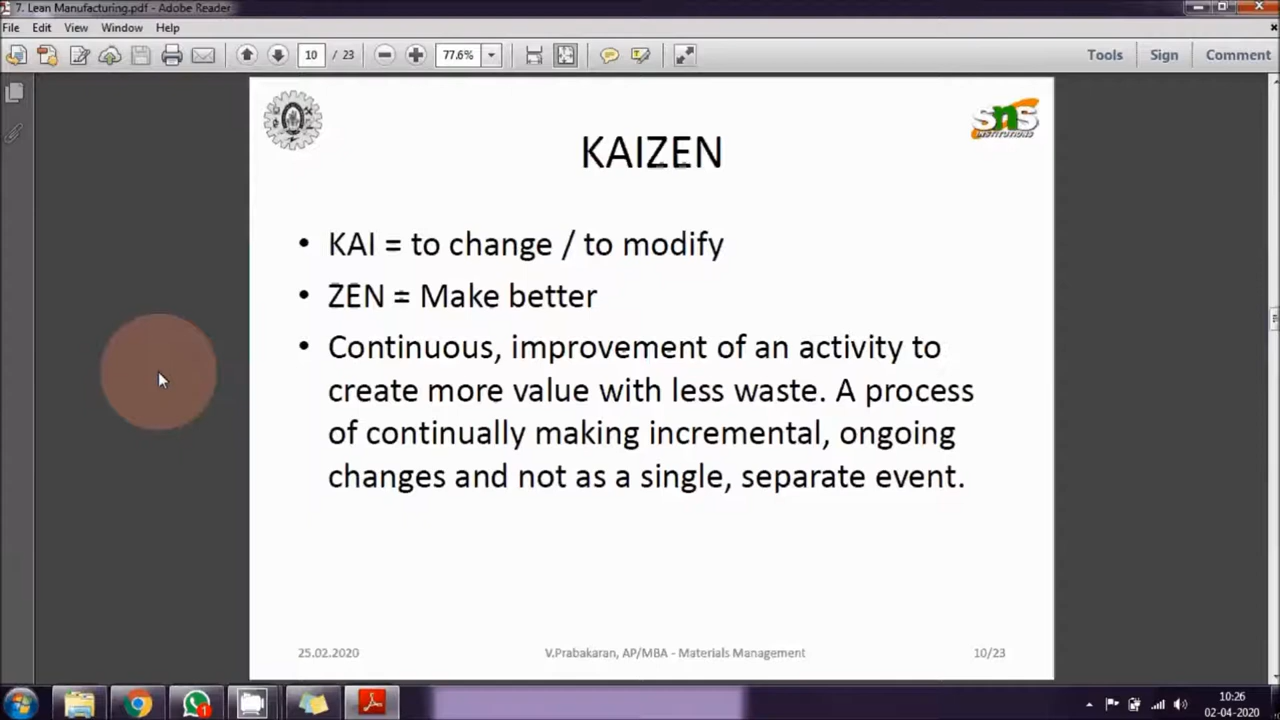 7. Lean Manufacturing.pdf - Adobe Reader
File Edit View Window Help
10 / 23 77.6% Tools Sign Comment
sns
INSTITUTIONS
KAIZEN
• KAI = to change / to modify
• ZEN = Make better
• Continuous, improvement of an activity to
create more value with less waste. A process
of continually making incremental, ongoing
changes and not as a single, separate event.
25.02.2020 V.Prabakaran, AP/MBA - Materials Management 10/23
1
10:26
02-04-2020